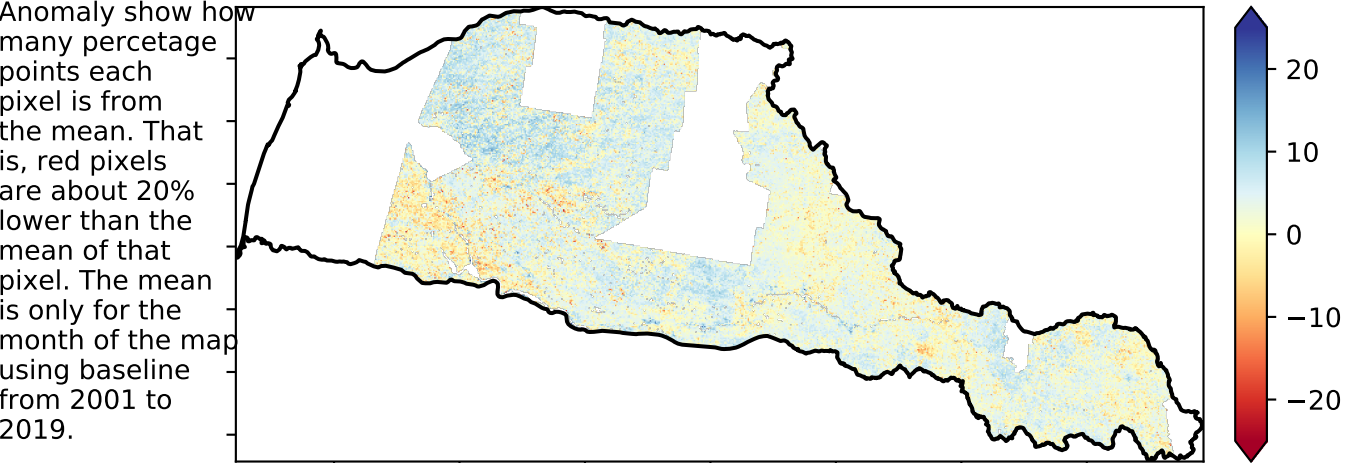 Anomaly show how
many percetage
points each
pixel is from
the mean. That
is, red pixels
are about 20%
lower than the
mean of that
pixel. The mean
is only for the
month of the map
using baseline
from 2001 to
2019.
20
10
0
−10
−20